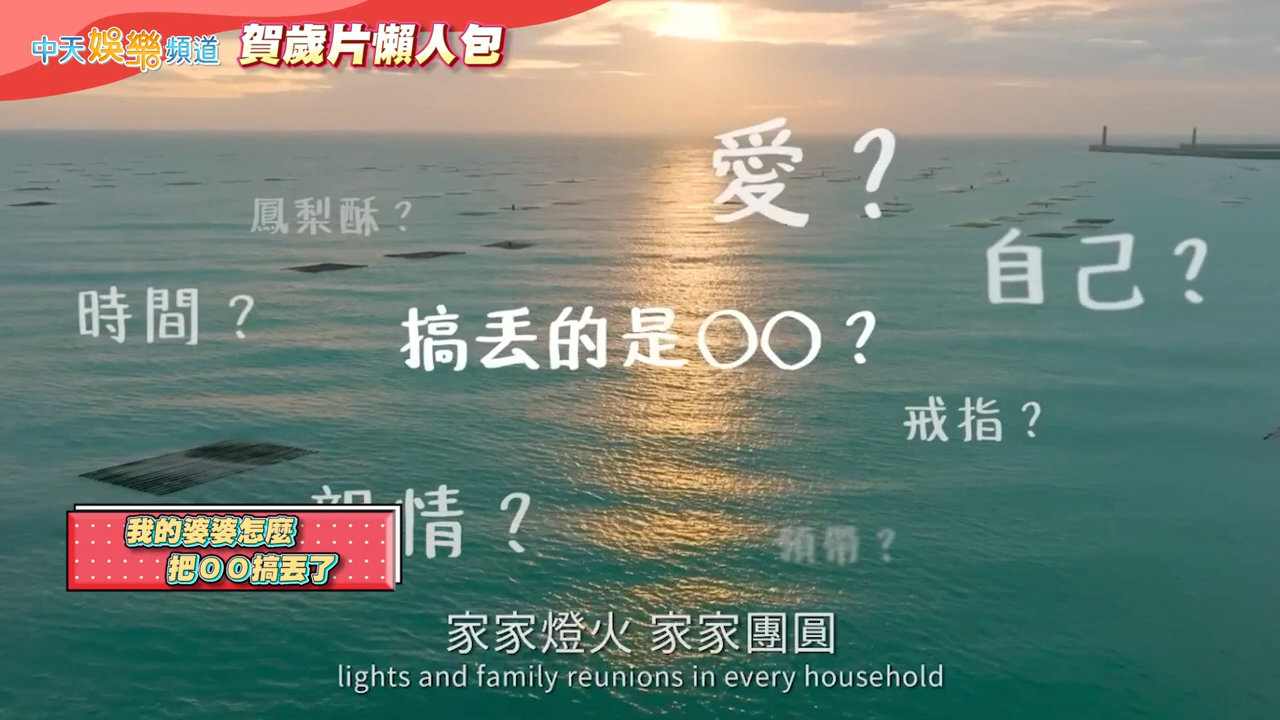 中天娛樂頻道 賀歲片懶人包
愛？
鳳梨酥？
自己？
時間？
搞丟的是〇〇？
戒指？
親情？
我的婆婆怎麼
把〇〇搞丟了
家家燈火 家家團圓
lights and family reunions in every household